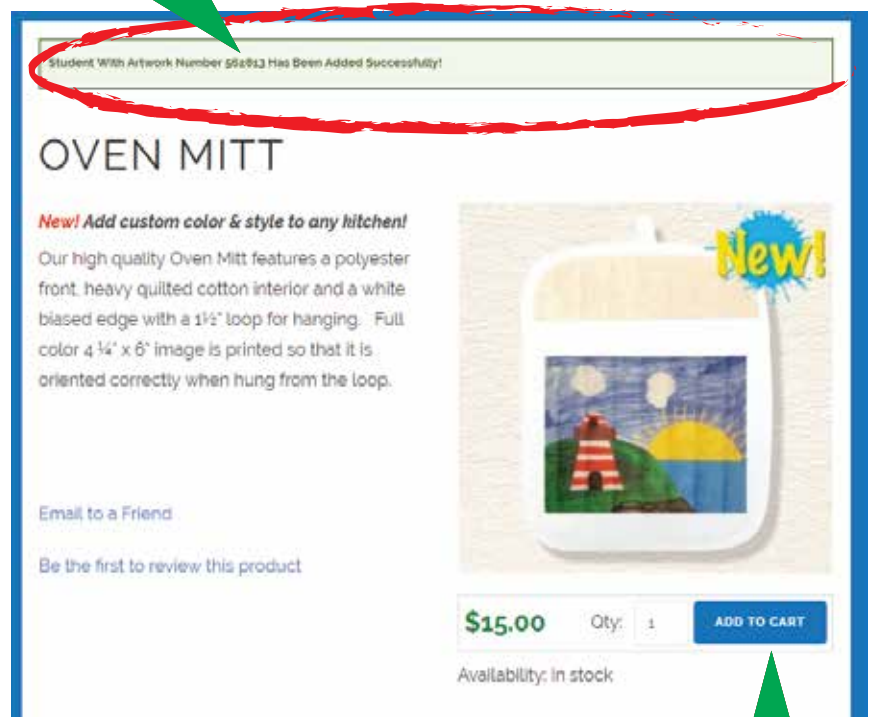 Student With Artwork Number 562813 Has Been Added Successfully!
OVEN MITT
New! Add custom color & style to any kitchen!
Our high quality Oven Mitt features a polyester
front, heavy quilted cotton interior and a white
biased edge with a 1½" loop for hanging. Full
color 4 ¼" x 6" image is printed so that it is
oriented correctly when hung from the loop.
New!
Email to a Friend
Be the first to review this product
$15.00 Qty: 1 ADD TO CART
Availability: In stock